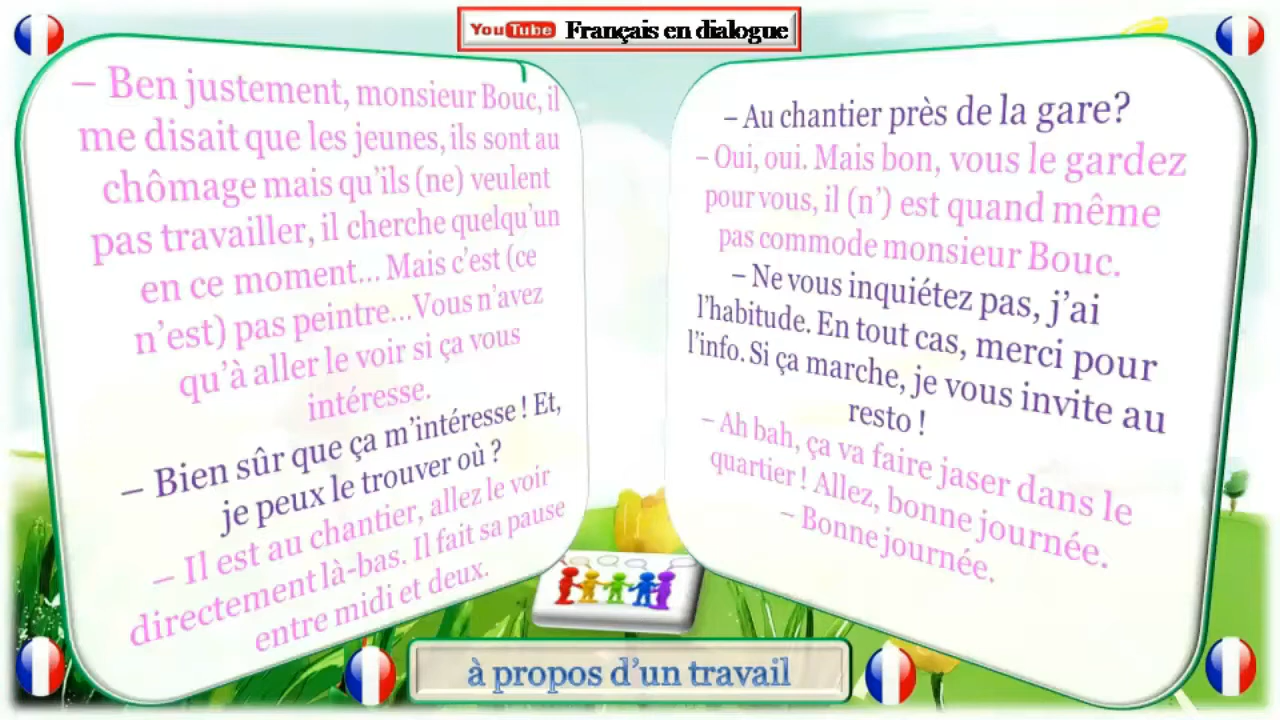 YouTube Français en dialogue
– Ben justement, monsieur Bouc, il
me disait que les jeunes, ils sont au
chômage mais qu'ils (ne) veulent
pas travailler, il cherche quelqu'un
en ce moment... Mais c'est (ce
n'est) pas peintre...Vous n'avez
qu'à aller le voir si ça vous
intéresse.
– Bien sûr que ça m'intéresse ! Et,
je peux le trouver où ?
– Il est au chantier, allez le voir
directement là-bas. Il fait sa pause
entre midi et deux.
– Au chantier près de la gare?
– Oui, oui. Mais bon, vous le gardez
pour vous, il (n') est quand même
pas commode monsieur Bouc.
– Ne vous inquiétez pas, j'ai
l'habitude. En tout cas, merci pour
l'info. Si ça marche, je vous invite au
resto !
– Ah bah, ça va faire jaser dans le
quartier ! Allez, bonne journée.
– Bonne journée.
à propos d'un travail